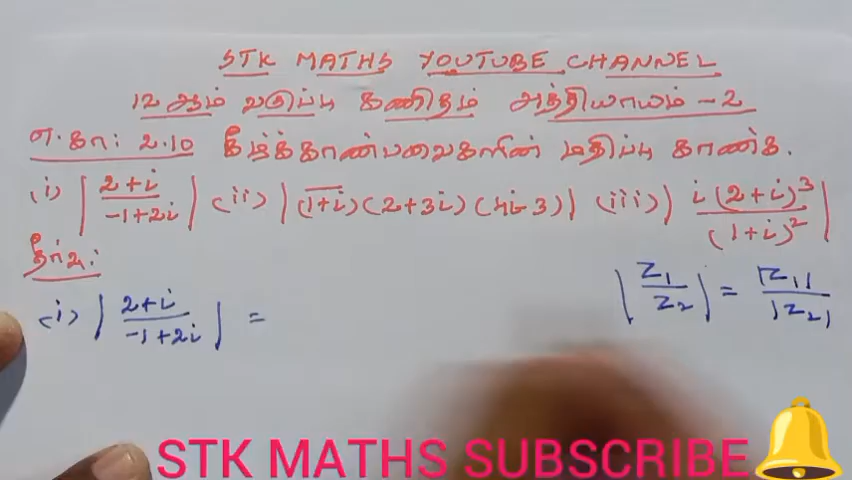 STK MATHS YOUTUBE CHANNEL
12 ஆம் வகுப்பு கணிதம் அத்தியாயம் - 2
எ.கா: 2.10 கீழ்க்காண்பவைகளின் மதிப்பு காண்க.
(i) |2+i / -1+2i| (ii) |(\overline{1+i})(2+3i)(4i-3)| (iii) |i(2+i)³ / (1+i)²|
தீர்வு:
(i) |2+i / -1+2i| = |z₁ / z₂| = |z₁| / |z₂|
STK MATHS SUBSCRIBE